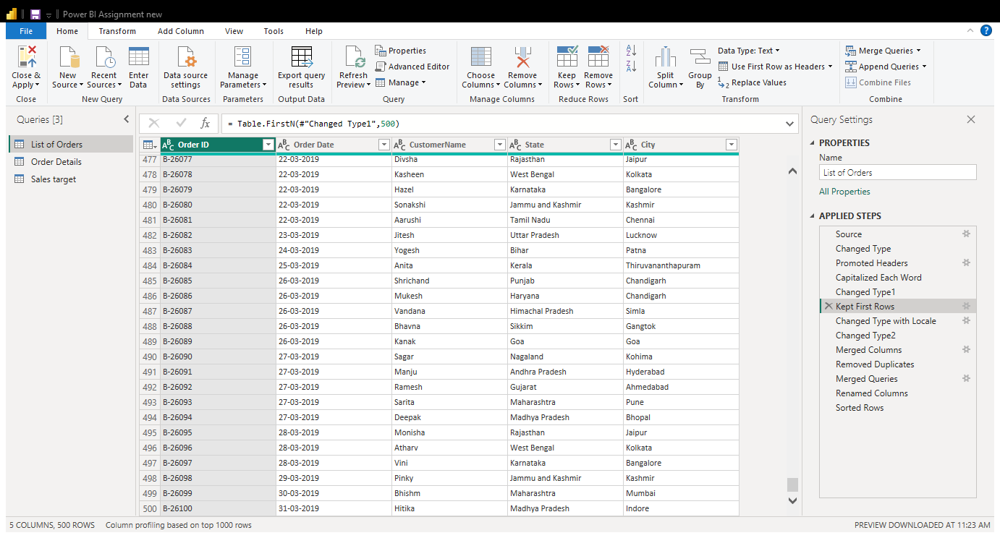 Power BI Assignment new
File Home Transform Add Column View Tools Help ?
Close & Apply
Close
New Source
Recent Sources
Enter Data
New Query
Data source settings
Data Sources
Manage Parameters
Parameters
Export query results
Output Data
Refresh Preview
Properties
Advanced Editor
Manage
Query
Choose Columns
Remove Columns
Manage Columns
Keep Rows
Remove Rows
Reduce Rows
Sort
Split Column
Group By
Data Type: Text
Use First Row as Headers
Replace Values
Transform
Merge Queries
Append Queries
Combine Files
Combine
Queries [3]
List of Orders
Order Details
Sales target
fx = Table.FirstN(#"Changed Type1",500)
ABC Order ID ABC Order Date ABC CustomerName ABC State ABC City
477 B-26077 22-03-2019 Divsha Rajasthan Jaipur
478 B-26078 22-03-2019 Kasheen West Bengal Kolkata
479 B-26079 22-03-2019 Hazel Karnataka Bangalore
480 B-26080 22-03-2019 Sonakshi Jammu and Kashmir Kashmir
481 B-26081 22-03-2019 Aarushi Tamil Nadu Chennai
482 B-26082 23-03-2019 Jitesh Uttar Pradesh Lucknow
483 B-26083 24-03-2019 Yogesh Bihar Patna
484 B-26084 25-03-2019 Anita Kerala Thiruvananthapuram
485 B-26085 26-03-2019 Shrichand Punjab Chandigarh
486 B-26086 26-03-2019 Mukesh Haryana Chandigarh
487 B-26087 26-03-2019 Vandana Himachal Pradesh Simla
488 B-26088 26-03-2019 Bhavna Sikkim Gangtok
489 B-26089 26-03-2019 Kanak Goa Goa
490 B-26090 27-03-2019 Sagar Nagaland Kohima
491 B-26091 27-03-2019 Manju Andhra Pradesh Hyderabad
492 B-26092 27-03-2019 Ramesh Gujarat Ahmedabad
493 B-26093 27-03-2019 Sarita Maharashtra Pune
494 B-26094 27-03-2019 Deepak Madhya Pradesh Bhopal
495 B-26095 28-03-2019 Monisha Rajasthan Jaipur
496 B-26096 28-03-2019 Atharv West Bengal Kolkata
497 B-26097 28-03-2019 Vini Karnataka Bangalore
498 B-26098 29-03-2019 Pinky Jammu and Kashmir Kashmir
499 B-26099 30-03-2019 Bhishm Maharashtra Mumbai
500 B-26100 31-03-2019 Hitika Madhya Pradesh Indore
Query Settings
PROPERTIES
Name
List of Orders
All Properties
APPLIED STEPS
Source
Changed Type
Promoted Headers
Capitalized Each Word
Changed Type1
Kept First Rows
Changed Type with Locale
Changed Type2
Merged Columns
Removed Duplicates
Merged Queries
Renamed Columns
Sorted Rows
5 COLUMNS, 500 ROWS Column profiling based on top 1000 rows PREVIEW DOWNLOADED AT 11:23 AM